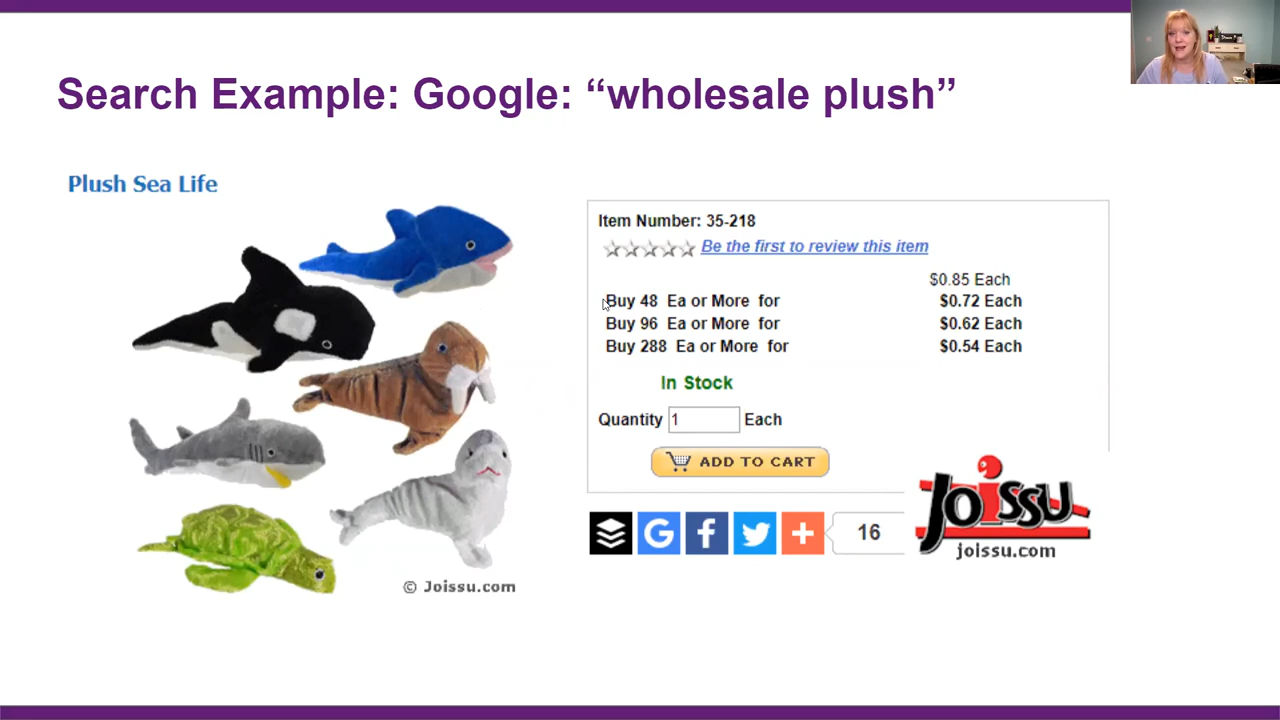 Search Example: Google: “wholesale plush”
Plush Sea Life
© Joissu.com
Item Number: 35-218
Be the first to review this item
$0.85 Each
Buy 48 Ea or More for $0.72 Each
Buy 96 Ea or More for $0.62 Each
Buy 288 Ea or More for $0.54 Each
In Stock
Quantity 1 Each
ADD TO CART
16
Joissu
joissu.com